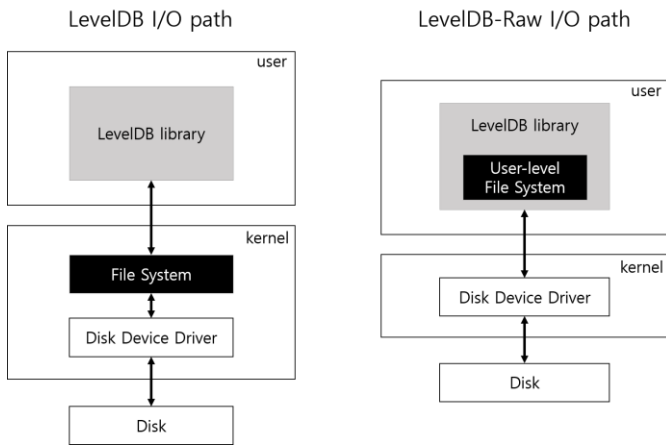 LevelDB I/O path
user
LevelDB library
kernel
File System
Disk Device Driver
Disk
LevelDB-Raw I/O path
user
LevelDB library
User-level
File System
kernel
Disk Device Driver
Disk